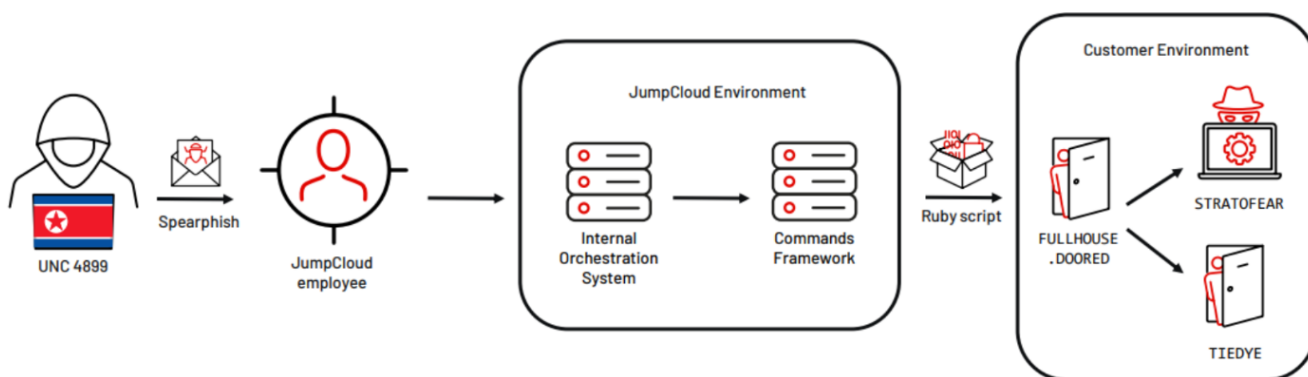 UNC 4899
Spearphish
JumpCloud
employee
JumpCloud Environment
Internal
Orchestration
System
Commands
Framework
Ruby script
Customer Environment
FULLHOUSE
.DOORED
STRATOFEAR
TIEDYE